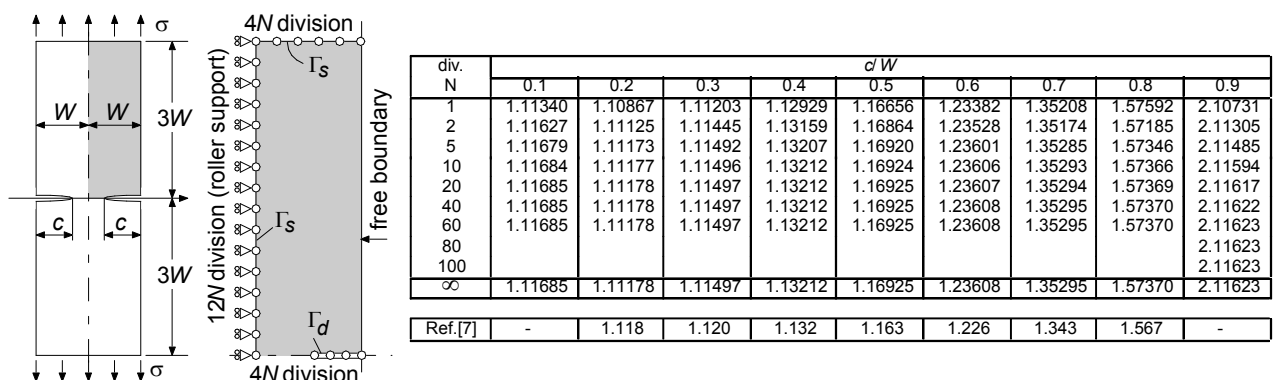 σ
W W
3W
c c
3W
σ
4N division
Γs
12N division (roller support)
Γs
free boundary
Γd
4N division
div. c/W
N 0.1 0.2 0.3 0.4 0.5 0.6 0.7 0.8 0.9
1 1.11340 1.10867 1.11203 1.12929 1.16656 1.23382 1.35208 1.57592 2.10731
2 1.11627 1.11125 1.11445 1.13159 1.16864 1.23528 1.35174 1.57185 2.11305
5 1.11679 1.11173 1.11492 1.13207 1.16920 1.23601 1.35285 1.57346 2.11485
10 1.11684 1.11177 1.11496 1.13212 1.16924 1.23606 1.35293 1.57366 2.11594
20 1.11685 1.11178 1.11497 1.13212 1.16925 1.23607 1.35294 1.57369 2.11617
40 1.11685 1.11178 1.11497 1.13212 1.16925 1.23608 1.35295 1.57370 2.11622
60 1.11685 1.11178 1.11497 1.13212 1.16925 1.23608 1.35295 1.57370 2.11623
80 2.11623
100 2.11623
∞ 1.11685 1.11178 1.11497 1.13212 1.16925 1.23608 1.35295 1.57370 2.11623
Ref.[7] - 1.118 1.120 1.132 1.163 1.226 1.343 1.567 -